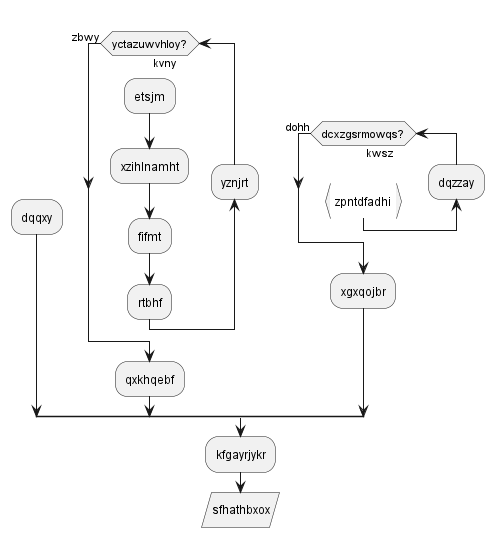 zbwy
yctazuwvhloy?
kvny
etsjm
xzihlnamht
yznjrt
fifmt
rtbhf
dqqxy
qxkhqebf
dohh
dcxzgsrmowqs?
kwsz
dqzzay
zpntdfadhi
xgxqojbr
kfgayrjykr
sfhathbxox